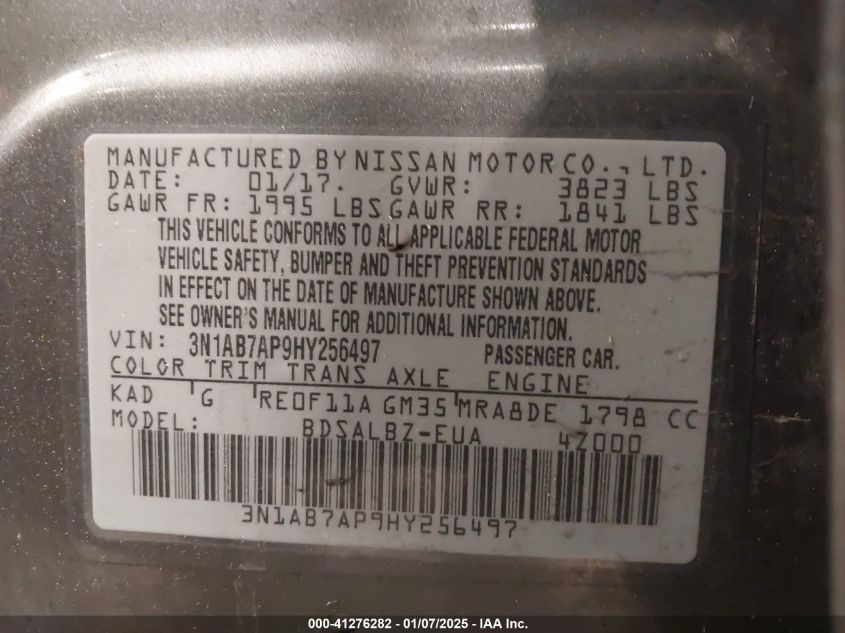 MANUFACTURED BY NISSAN MOTOR CO., LTD.
DATE: 01/17. GVWR: 3823 LBS
GAWR FR: 1995 LBS GAWR RR: 1841 LBS
THIS VEHICLE CONFORMS TO ALL APPLICABLE FEDERAL MOTOR
VEHICLE SAFETY, BUMPER AND THEFT PREVENTION STANDARDS
IN EFFECT ON THE DATE OF MANUFACTURE SHOWN ABOVE.
SEE OWNER'S MANUAL FOR ADDITIONAL INFORMATION.
VIN: 3N1AB7AP9HY256497 PASSENGER CAR.
COLOR TRIM TRANS AXLE ENGINE
KAD G RE0F11A GM35 MRA8DE 1798 CC
MODEL: BDSALBZ-EUA 4Z000
3N1AB7AP9HY256497
000-41276282 - 01/07/2025 - IAA Inc.